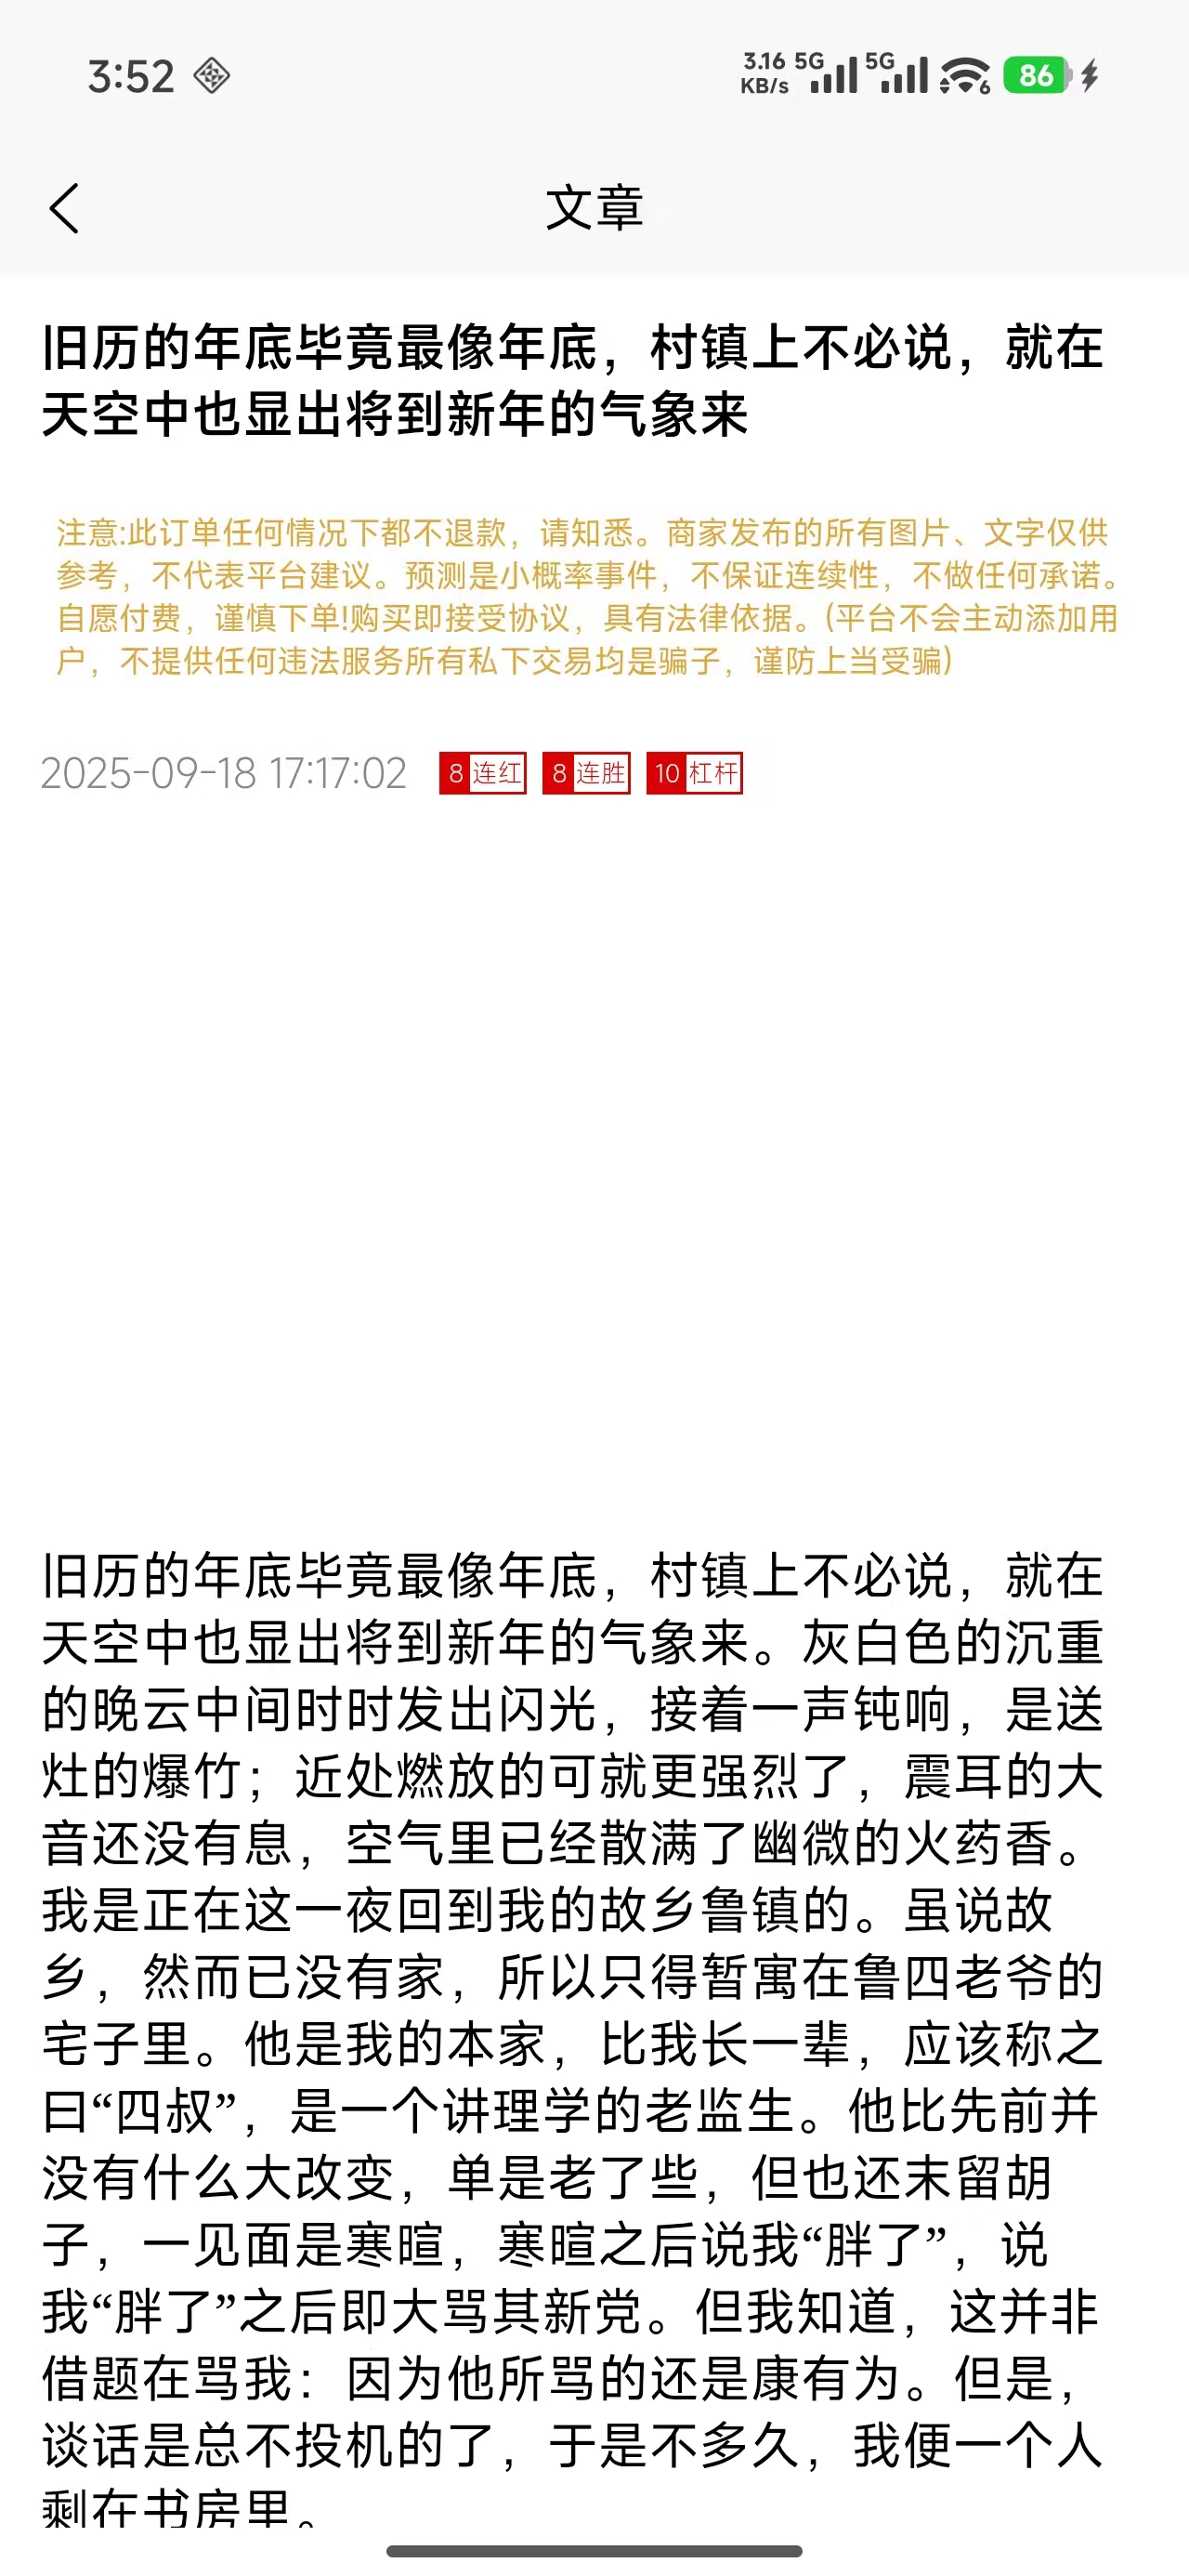 3:52
3.16 KB/s 5G 5G 6 86
文章
旧历的年底毕竟最像年底，村镇上不必说，就在
天空中也显出将到新年的气象来
注意:此订单任何情况下都不退款，请知悉。商家发布的所有图片、文字仅供
参考，不代表平台建议。预测是小概率事件，不保证连续性，不做任何承诺。
自愿付费，谨慎下单!购买即接受协议，具有法律依据。(平台不会主动添加用
户，不提供任何违法服务所有私下交易均是骗子，谨防上当受骗)
2025-09-18 17:17:02 8 连红 8 连胜 10 杠杆
旧历的年底毕竟最像年底，村镇上不必说，就在
天空中也显出将到新年的气象来。灰白色的沉重
的晚云中间时时发出闪光，接着一声钝响，是送
灶的爆竹；近处燃放的可就更强烈了，震耳的大
音还没有息，空气里已经散满了幽微的火药香。
我是正在这一夜回到我的故乡鲁镇的。虽说故
乡，然而已没有家，所以只得暂寓在鲁四老爷的
宅子里。他是我的本家，比我长一辈，应该称之
曰“四叔”，是一个讲理学的老监生。他比先前并
没有什么大改变，单是老了些，但也还末留胡
子，一见面是寒暄，寒暄之后说我“胖了”，说
我“胖了”之后即大骂其新党。但我知道，这并非
借题在骂我：因为他所骂的还是康有为。但是，
谈话是总不投机的了，于是不多久，我便一个人
剩在书房里。